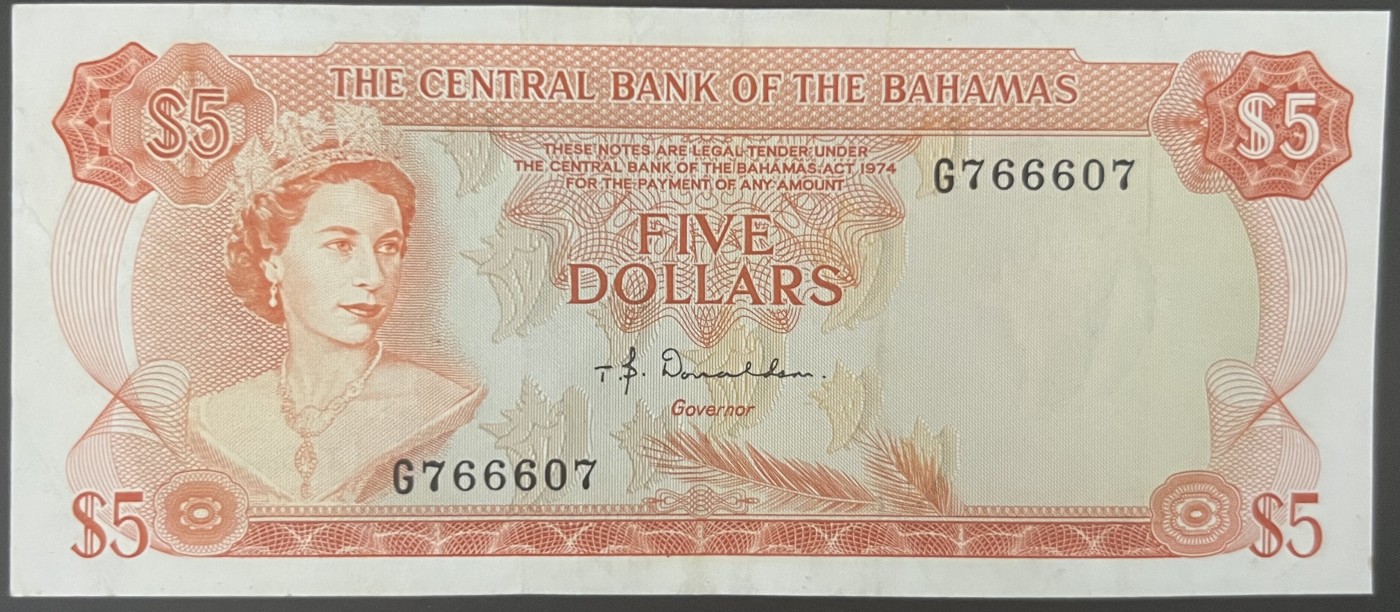 THE CENTRAL BANK OF THE BAHAMAS
$5
$5
THESE NOTES ARE LEGAL TENDER UNDER
THE CENTRAL BANK OF THE BAHAMAS ACT 1974
FOR THE PAYMENT OF ANY AMOUNT
G766607
FIVE
DOLLARS
T B. Donaldson.
Governor
G766607
$5
$5